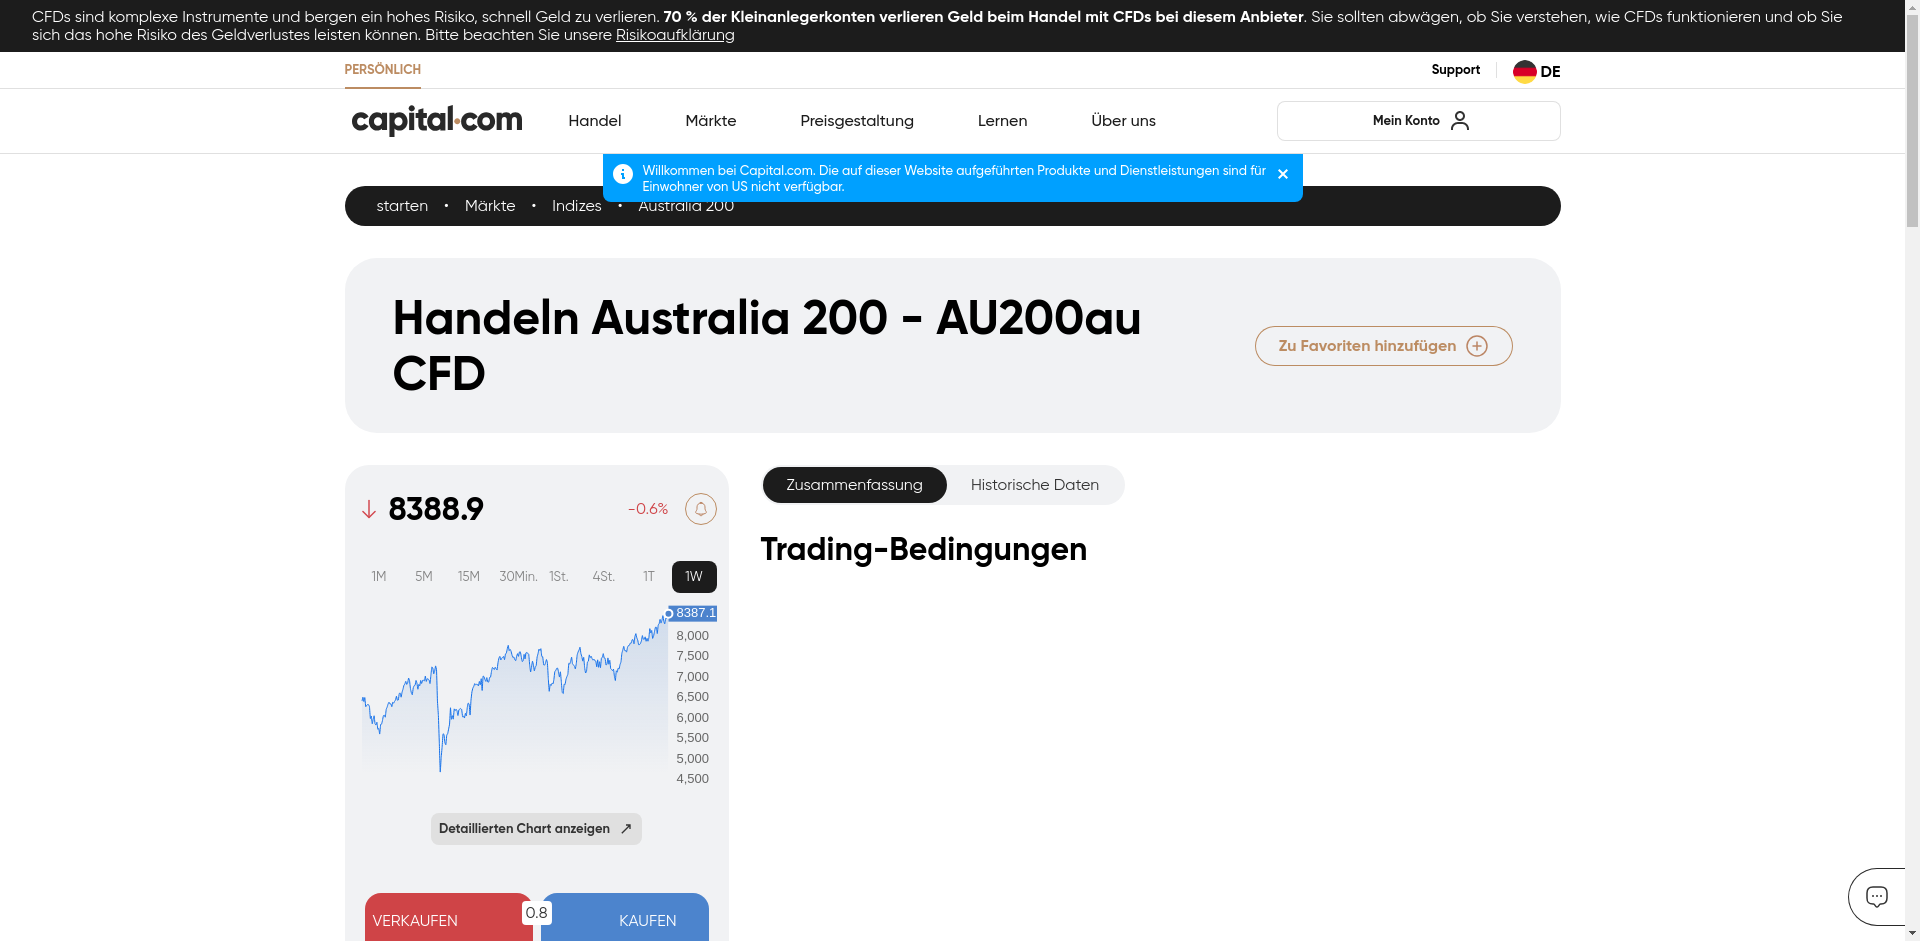 CFDs sind komplexe Instrumente und bergen ein hohes Risiko, schnell Geld zu verlieren. 70 % der Kleinanlegerkonten verlieren Geld beim Handel mit CFDs bei diesem Anbieter. Sie sollten abwägen, ob Sie verstehen, wie CFDs funktionieren und ob Sie
sich das hohe Risiko des Geldverlustes leisten können. Bitte beachten Sie unsere Risikoaufklärung
PERSÖNLICH
Support
DE
capital.com
Handel
Märkte
Preisgestaltung
Lernen
Über uns
Mein Konto
Willkommen bei Capital.com. Die auf dieser Website aufgeführten Produkte und Dienstleistungen sind für
Einwohner von US nicht verfügbar.
starten • Märkte • Indizes • Australia 200
Handeln Australia 200 - AU200au
CFD
Zu Favoriten hinzufügen
8388.9
-0.6%
Zusammenfassung
Historische Daten
Trading-Bedingungen
1M 5M 15M 30Min. 1St. 4St. 1T 1W
8387.1
8,000
7,500
7,000
6,500
6,000
5,500
5,000
4,500
Detaillierten Chart anzeigen
VERKAUFEN
0.8
KAUFEN